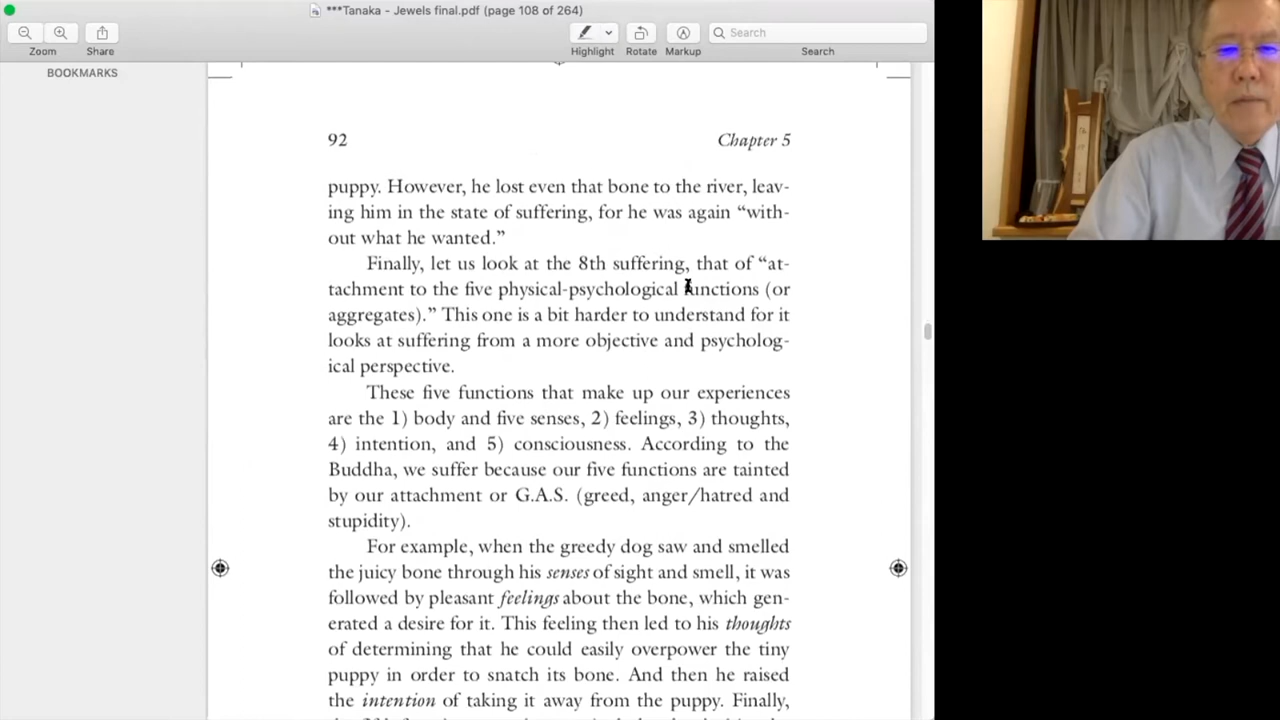 ***Tanaka - Jewels final.pdf (page 108 of 264)
Search
Zoom
Share
Highlight
Rotate
Markup
Search
BOOKMARKS
92
Chapter 5
puppy. However, he lost even that bone to the river, leav-
ing him in the state of suffering, for he was again “with-
out what he wanted.”
Finally, let us look at the 8th suffering, that of “at-
tachment to the five physical-psychological functions (or
aggregates).” This one is a bit harder to understand for it
looks at suffering from a more objective and psycholog-
ical perspective.
These five functions that make up our experiences
are the 1) body and five senses, 2) feelings, 3) thoughts,
4) intention, and 5) consciousness. According to the
Buddha, we suffer because our five functions are tainted
by our attachment or G.A.S. (greed, anger/hatred and
stupidity).
For example, when the greedy dog saw and smelled
the juicy bone through his senses of sight and smell, it was
followed by pleasant feelings about the bone, which gen-
erated a desire for it. This feeling then led to his thoughts
of determining that he could easily overpower the tiny
puppy in order to snatch its bone. And then he raised
the intention of taking it away from the puppy. Finally,